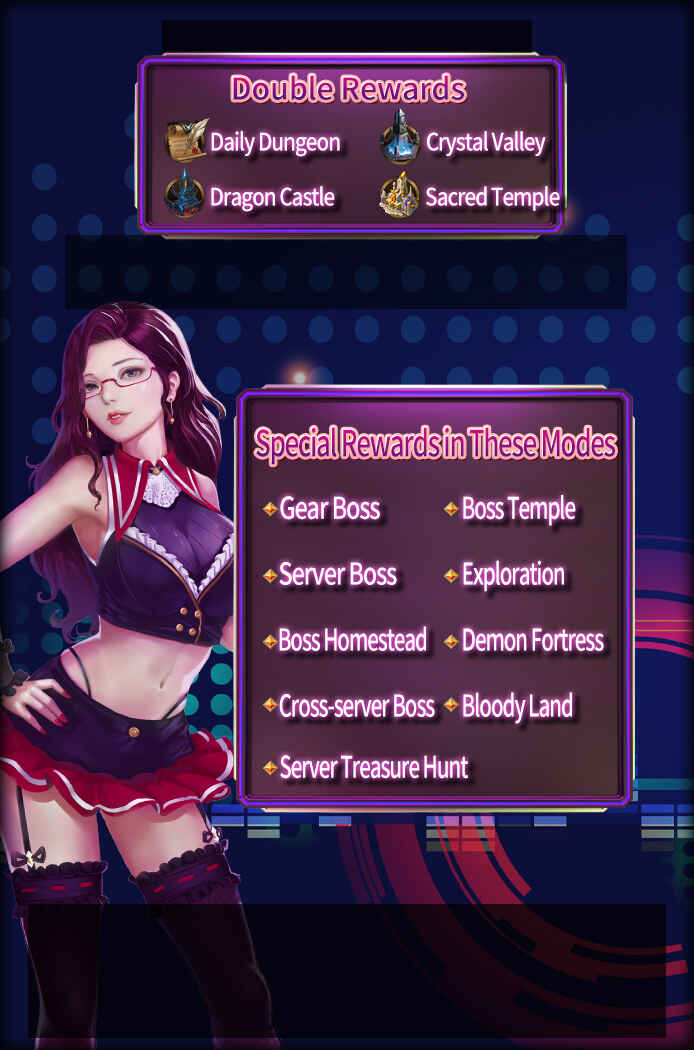 Double Rewards
Daily Dungeon Crystal Valley
Dragon Castle Sacred Temple
Special Rewards in These Modes
Gear Boss Boss Temple
Server Boss Exploration
Boss Homestead Demon Fortress
Cross-server Boss Bloody Land
Server Treasure Hunt